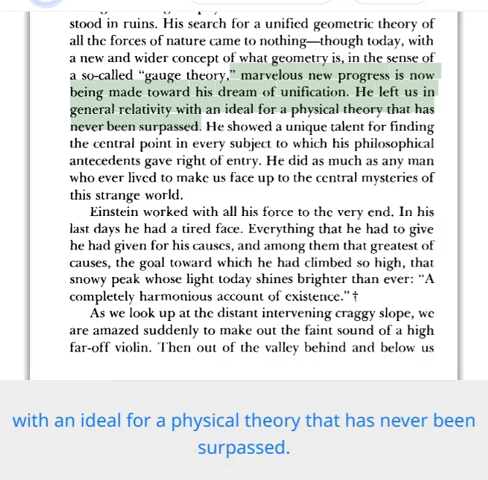 stood in ruins. His search for a unified geometric theory of
all the forces of nature came to nothing—though today, with
a new and wider concept of what geometry is, in the sense of
a so-called “gauge theory,” marvelous new progress is now
being made toward his dream of unification. He left us in
general relativity with an ideal for a physical theory that has
never been surpassed. He showed a unique talent for finding
the central point in every subject to which his philosophical
antecedents gave right of entry. He did as much as any man
who ever lived to make us face up to the central mysteries of
this strange world.
Einstein worked with all his force to the very end. In his
last days he had a tired face. Everything that he had to give
he had given for his causes, and among them that greatest of
causes, the goal toward which he had climbed so high, that
snowy peak whose light today shines brighter than ever: “A
completely harmonious account of existence.”†
As we look up at the distant intervening craggy slope, we
are amazed suddenly to make out the faint sound of a high
far-off violin. Then out of the valley behind and below us
with an ideal for a physical theory that has never been
surpassed.